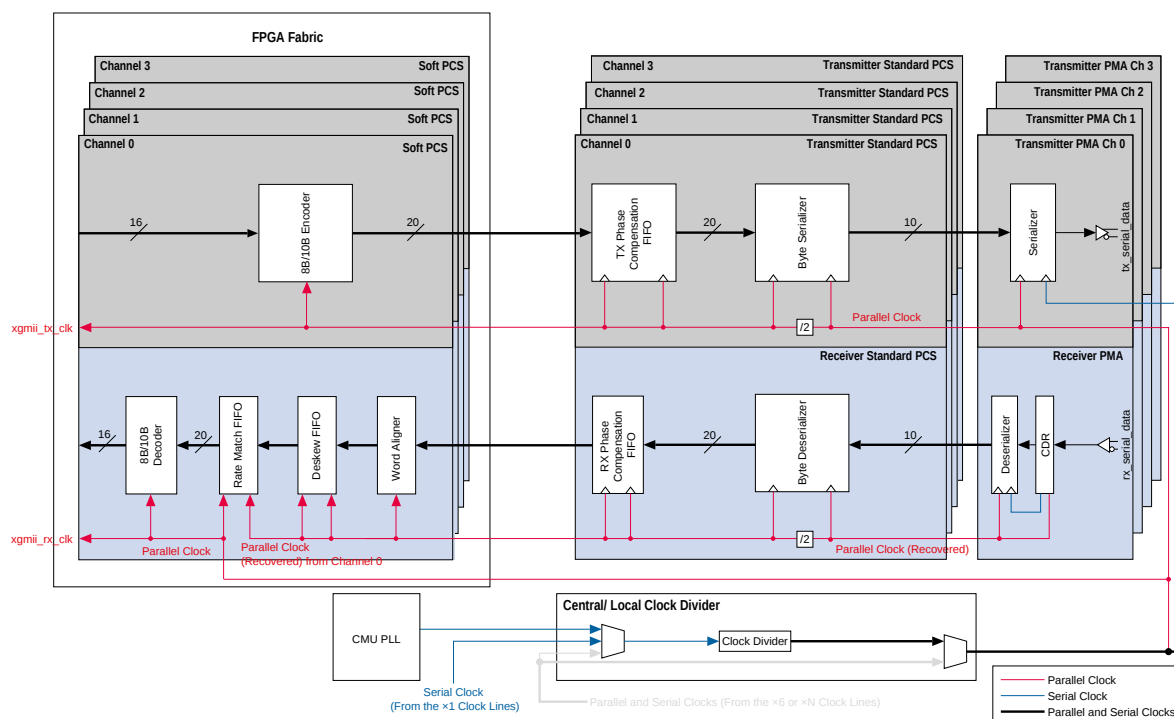 FPGA Fabric
Channel 3
Soft PCS
Channel 2
Soft PCS
Channel 1
Soft PCS
Channel 0
Soft PCS
Channel 3
Transmitter Standard PCS
Channel 2
Transmitter Standard PCS
Channel 1
Transmitter Standard PCS
Channel 0
Transmitter Standard PCS
Transmitter PMA Ch 3
Transmitter PMA Ch 2
Transmitter PMA Ch 1
Transmitter PMA Ch 0
16
8B/10B Encoder
20
TX Phase
Compensation
FIFO
20
Byte Serializer
10
Serializer
tx_serial_data
xgmii_tx_clk
/2
Parallel Clock
Receiver Standard PCS
Receiver PMA
16
8B/10B
Decoder
20
Rate Match FIFO
Deskew FIFO
Word Aligner
RX Phase
Compensation
FIFO
20
Byte Deserializer
10
Deserializer
CDR
rx_serial_data
xgmii_rx_clk
Parallel Clock
Parallel Clock
(Recovered) from Channel 0
/2
Parallel Clock (Recovered)
CMU PLL
Central/ Local Clock Divider
Clock Divider
Serial Clock
(From the ×1 Clock Lines)
Parallel and Serial Clocks (From the ×6 or ×N Clock Lines)
Parallel Clock
Serial Clock
Parallel and Serial Clocks